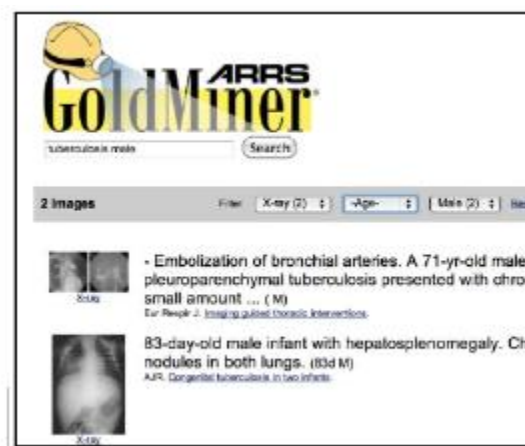 ARRS
GoldMiner®
tuberculosis male
Search
2 Images
Filter
X-ray (2)
-Age-
Male (2)
- Embolization of bronchial arteries. A 71-yr-old male
pleuroparenchymal tuberculosis presented with chro
small amount ... ( M)
X-ray
Eur Respir J. Imaging guided thoracic interventions.
83-day-old male infant with hepatosplenomegaly. Ch
nodules in both lungs. (83d M)
AJR. Congenital tuberculosis in two infants.
X-ray